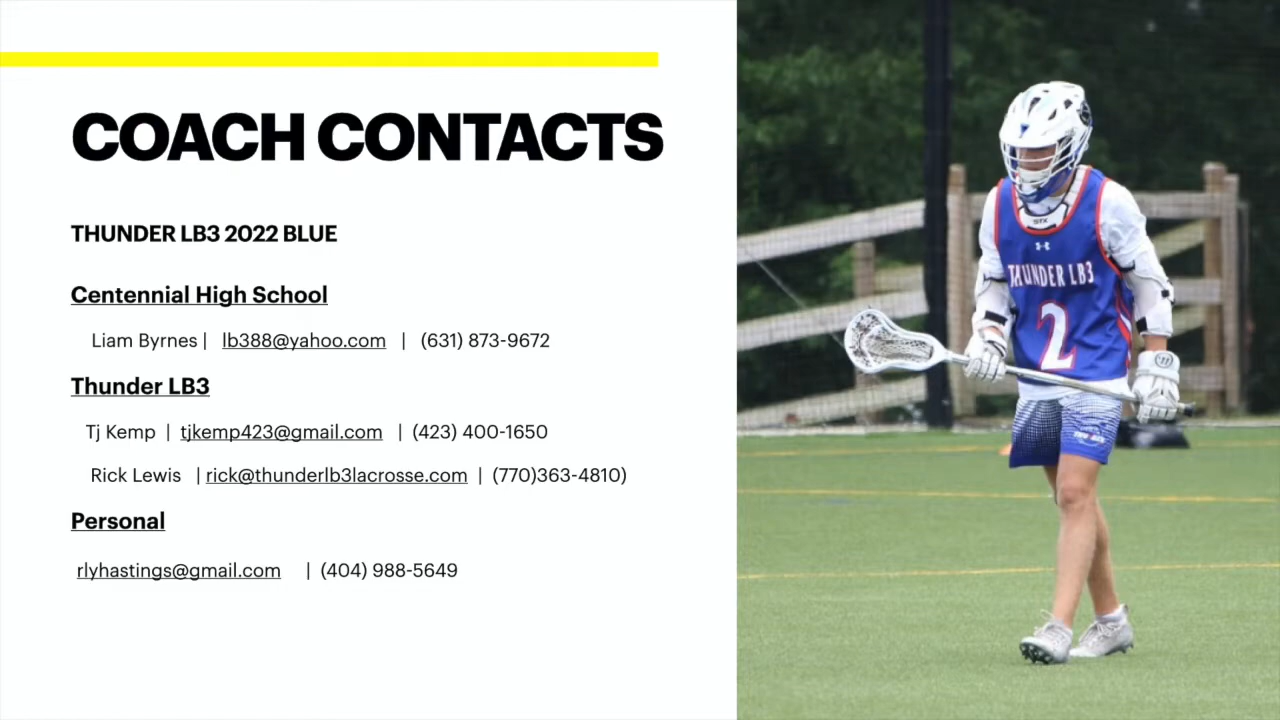 COACH CONTACTS
THUNDER LB3 2022 BLUE
Centennial High School
Liam Byrnes | lb388@yahoo.com | (631) 873-9672
Thunder LB3
Tj Kemp | tjkemp423@gmail.com | (423) 400-1650
Rick Lewis | rick@thunderlb3lacrosse.com | (770)363-4810)
Personal
rlyhastings@gmail.com | (404) 988-5649
STX
THUNDER LB3
2